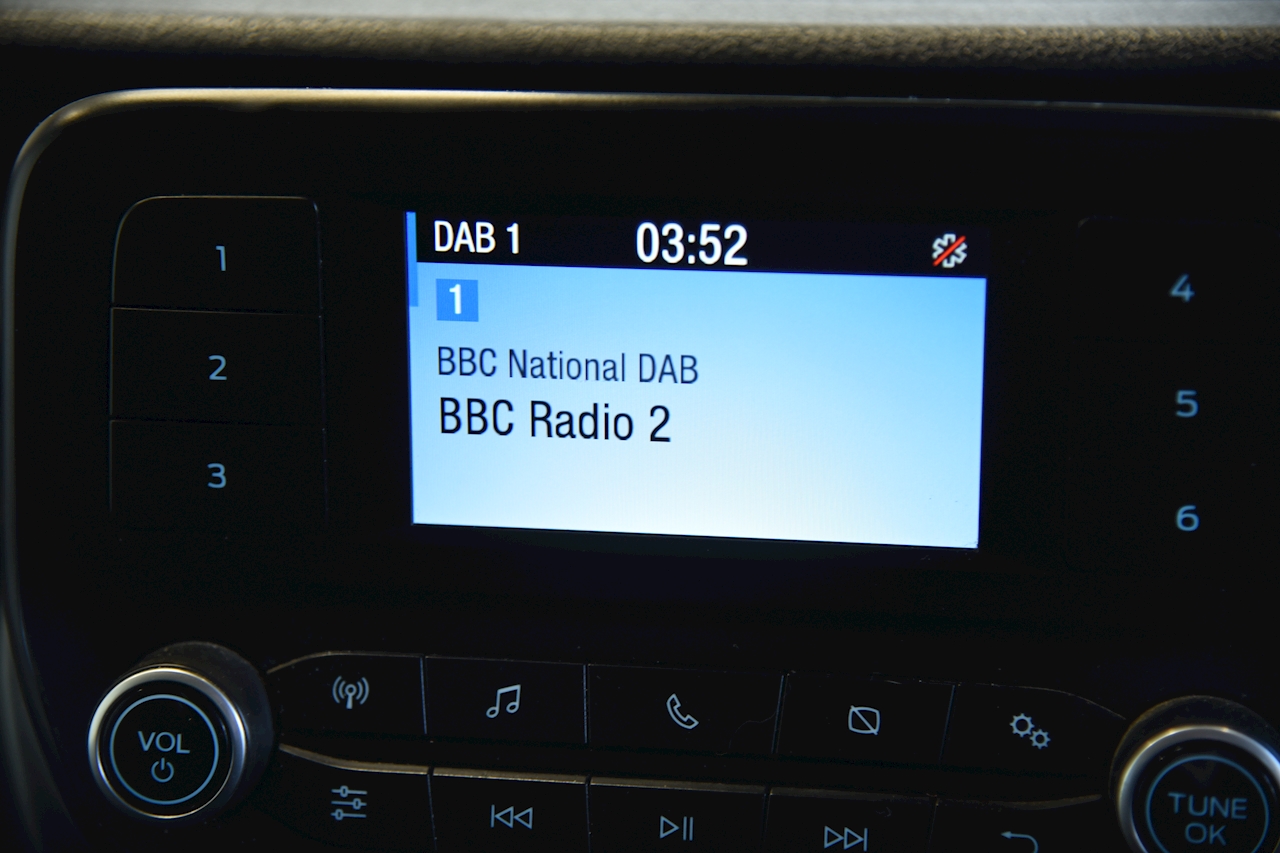 DAB 1 03:52
1
BBC National DAB
BBC Radio 2
1
2
3
4
5
6
VOL
TUNE
OK